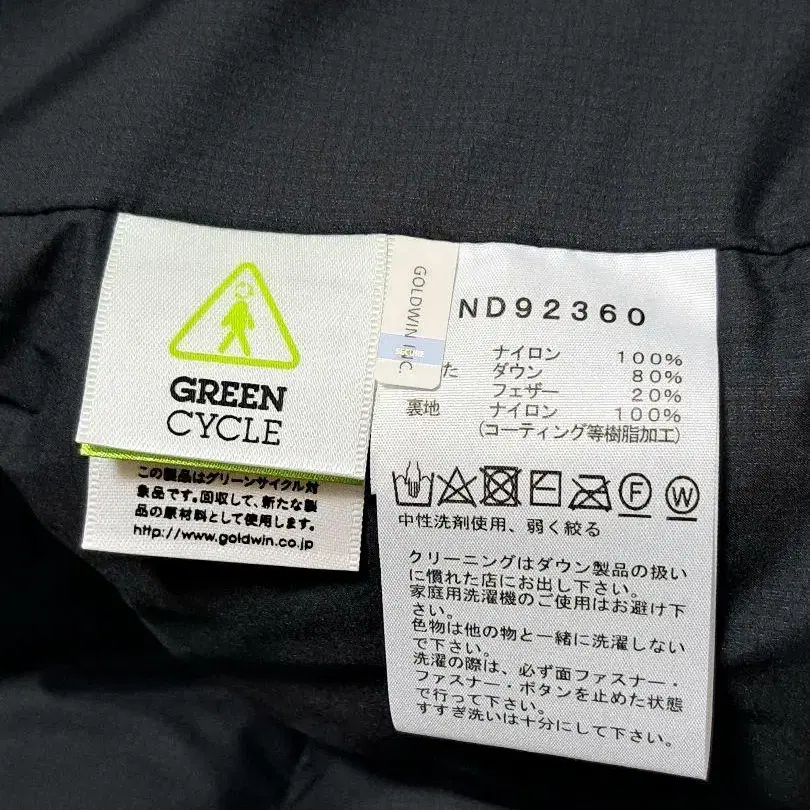 GREEN
CYCLE
この製品はグリーンサイクル対
象品です。回収して、新たな製
品の原材料として使用します。
http://www.goldwin.co.jp
GOLDWIN INC.
SECURE
ND92360
ナイロン 100%
た ダウン 80%
フェザー 20%
裏地 ナイロン 100%
(コーティング等樹脂加工)
F W
中性洗剤使用、弱く絞る
クリーニングはダウン製品の扱い
に慣れた店にお出し下さい。
家庭用洗濯機のご使用はお避け下
さい。
色物は他の物と一緒に洗濯しない
で下さい。
洗濯の際は、必ず面ファスナー・
ファスナー・ボタンを止めた状態
で行って下さい。
すすぎ洗いは十分にして下さい。